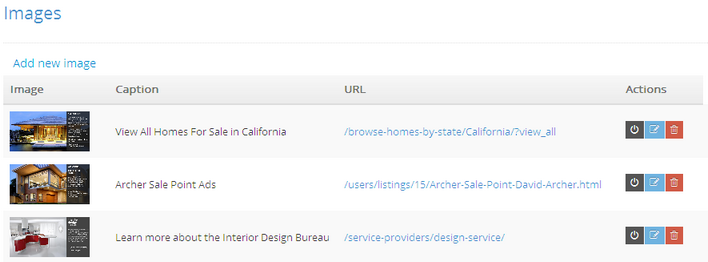 Images
Add new image
Image Caption URL Actions
View All Homes For Sale in California /browse-homes-by-state/California/?view_all
Archer Sale Point Ads /users/listings/15/Archer-Sale-Point-David-Archer.html
Learn more about the Interior Design Bureau /service-providers/design-service/